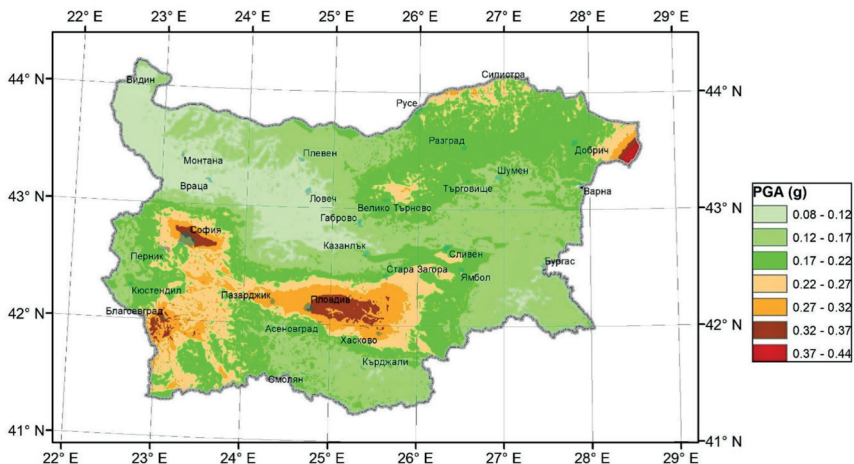 22° E 23° E 24° E 25° E 26° E 27° E 28° E 29° E
44° N
44° N
43° N
43° N
42° N
42° N
41° N
41° N
22° E 23° E 24° E 25° E 26° E 27° E 28° E 29° E
Видин
Силистра
Русе
Разград
Добрич
Монтана
Плевен
Шумен
Враца
Търговище
Варна
Ловеч
Велико Търново
Габрово
София
Казанлък
Сливен
Перник
Бургас
Стара Загора
Ямбол
Кюстендил
Пазарджик
Пловдив
Благоевград
Асеновград
Хасково
Кърджали
Смолян
PGA (g)
0.08 - 0.12
0.12 - 0.17
0.17 - 0.22
0.22 - 0.27
0.27 - 0.32
0.32 - 0.37
0.37 - 0.44